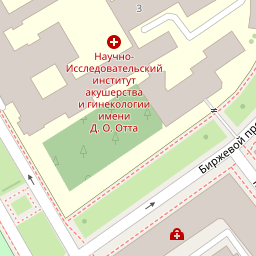 3
Научно-
Исследовательский
институт
акушерства
и гинекологии
имени
Д. О. Отта
Биржевой пр